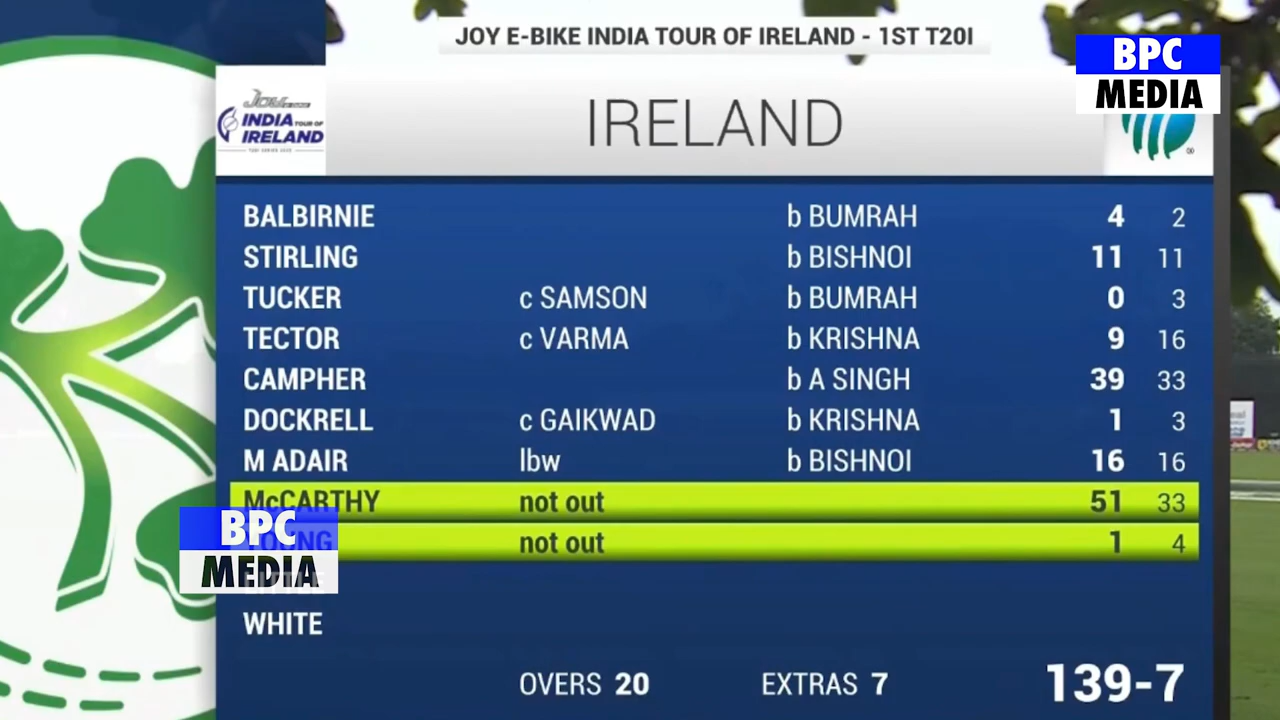 JOY E-BIKE INDIA TOUR OF IRELAND - 1ST T20I
BPC
MEDIA
JOY
INDIA TOUR OF
IRELAND
IRELAND
BALBIRNIE b BUMRAH 4 2
STIRLING b BISHNOI 11 11
TUCKER c SAMSON b BUMRAH 0 3
TECTOR c VARMA b KRISHNA 9 16
CAMPHER b A SINGH 39 33
DOCKRELL c GAIKWAD b KRISHNA 1 3
M ADAIR lbw b BISHNOI 16 16
McCARTHY not out 51 33
YOUNG not out 1 4
BPC
MEDIA
WHITE
OVERS 20 EXTRAS 7 139-7